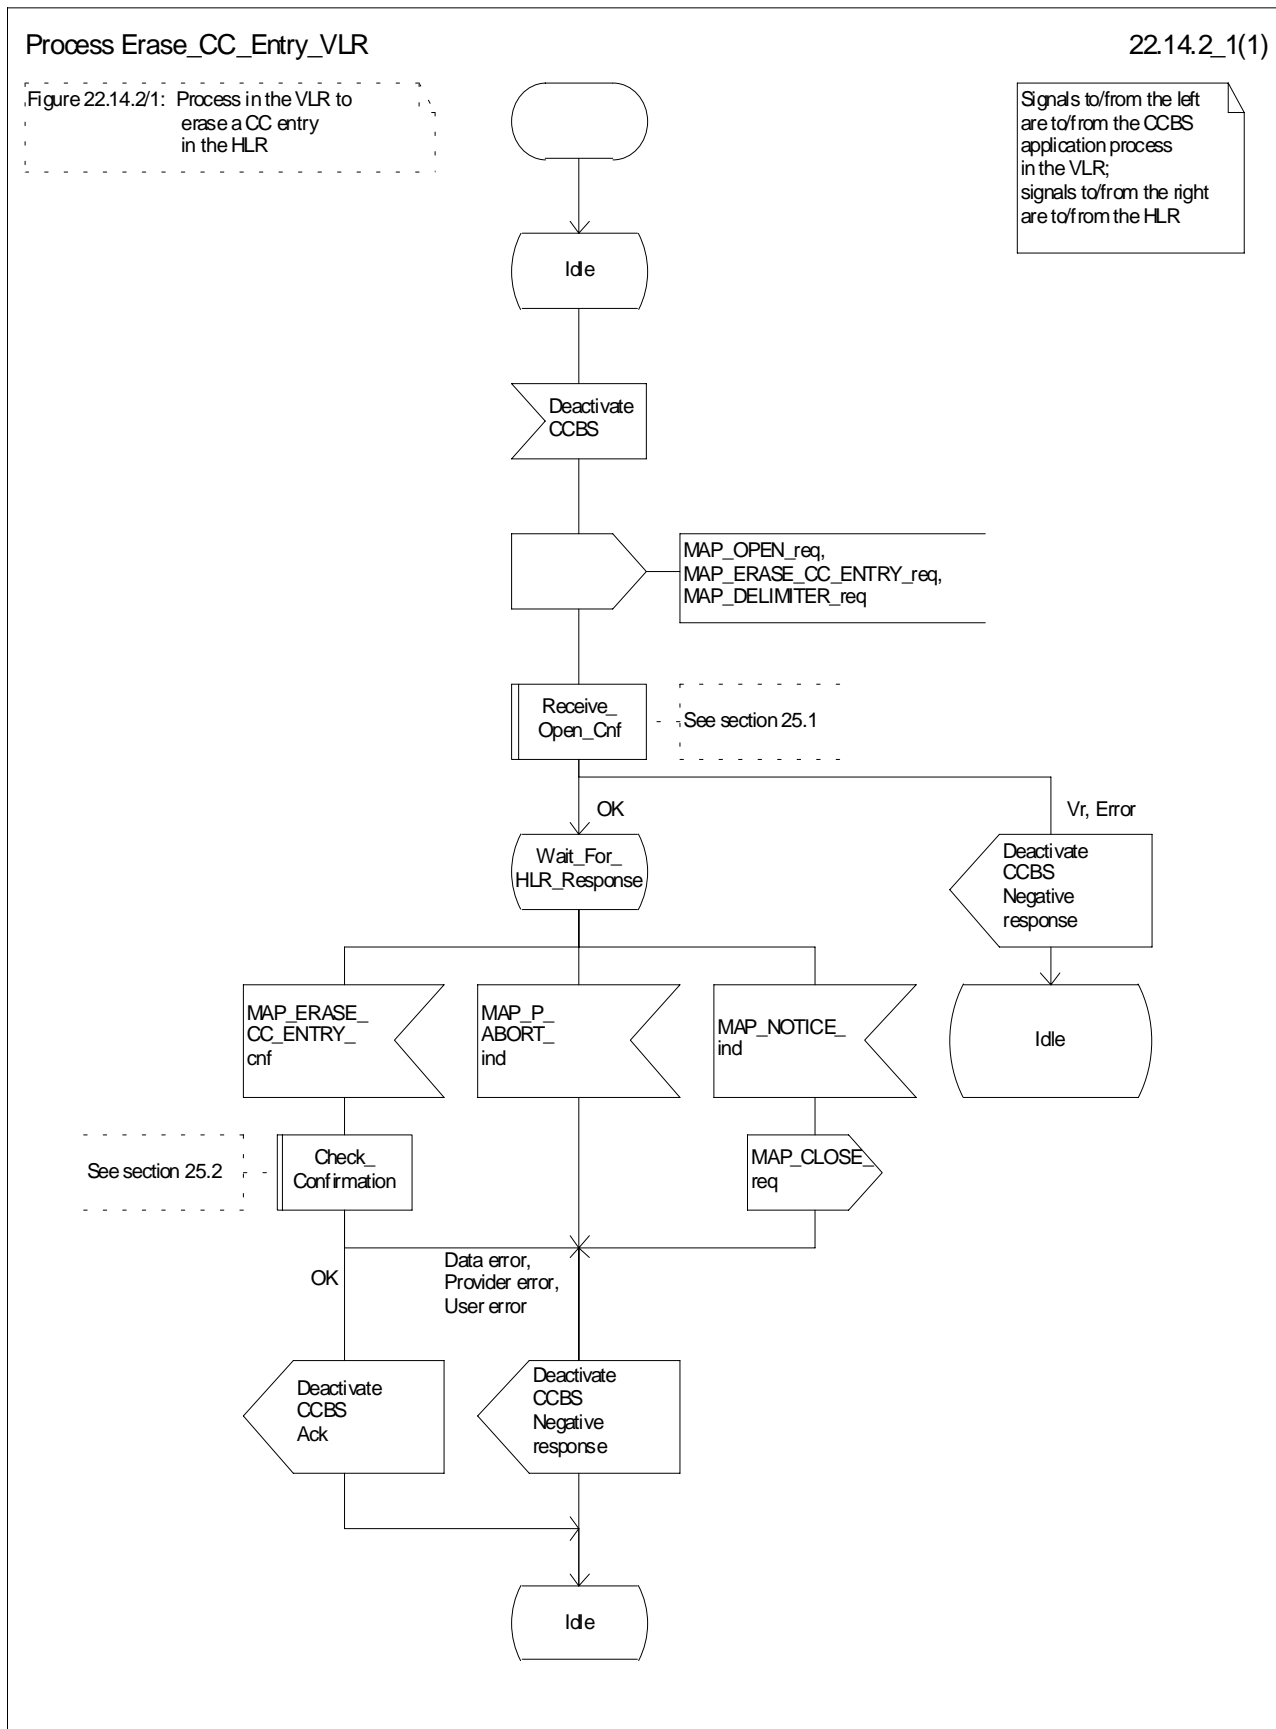 Process Erase_CC_Entry_VLR
22.14.2_1(1)
Figure 22.14.2/1: Process in the VLR to
erase a CC entry
in the HLR
Signals to/from the left
are to/from the CCBS
application process
in the VLR;
signals to/from the right
are to/from the HLR
Idle
Deactivate
CCBS
MAP_OPEN_req,
MAP_ERASE_CC_ENTRY_req,
MAP_DELIMITER_req
Receive_
Open_Cnf
See section 25.1
OK
Vr, Error
Wait_For_
HLR_Response
Deactivate
CCBS
Negative
response
MAP_ERASE_
CC_ENTRY_
cnf
MAP_P_
ABORT_
ind
MAP_NOTICE_
ind
Idle
See section 25.2
Check_
Confirmation
MAP_CLOSE_
req
OK
Data error,
Provider error,
User error
Deactivate
CCBS
Ack
Deactivate
CCBS
Negative
response
Idle